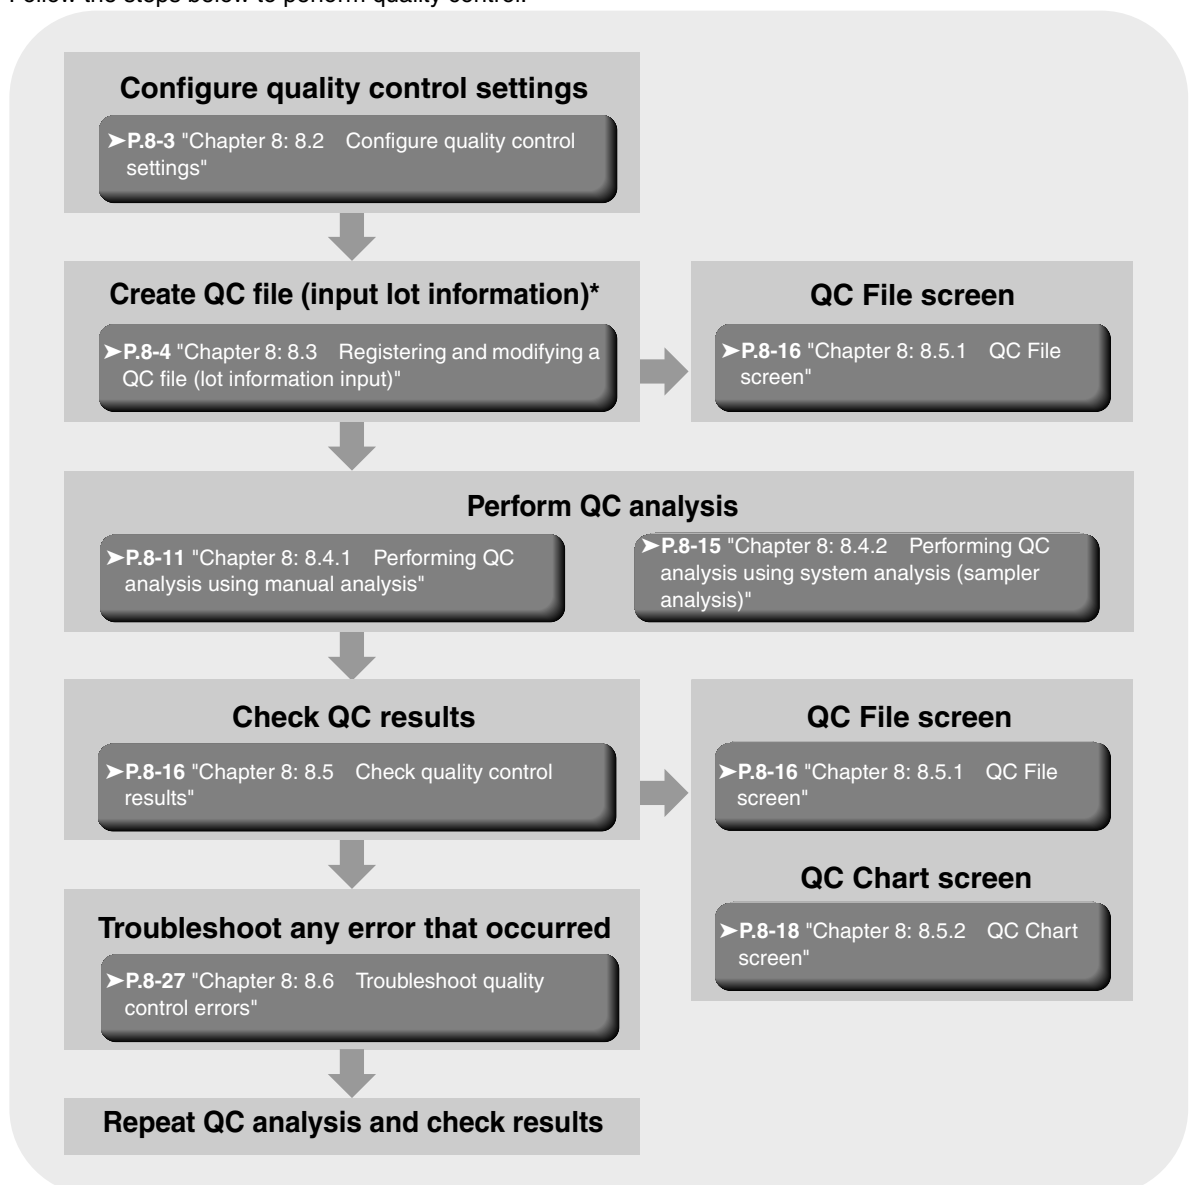 Follow the steps below to perform quality control.
Configure quality control settings
➤P.8-3 "Chapter 8: 8.2 Configure quality control
settings"
Create QC file (input lot information)*
➤P.8-4 "Chapter 8: 8.3 Registering and modifying a
QC file (lot information input)"
QC File screen
➤P.8-16 "Chapter 8: 8.5.1 QC File
screen"
Perform QC analysis
➤P.8-11 "Chapter 8: 8.4.1 Performing QC
analysis using manual analysis"
➤P.8-15 "Chapter 8: 8.4.2 Performing QC
analysis using system analysis (sampler
analysis)"
Check QC results
➤P.8-16 "Chapter 8: 8.5 Check quality control
results"
QC File screen
➤P.8-16 "Chapter 8: 8.5.1 QC File
screen"
QC Chart screen
➤P.8-18 "Chapter 8: 8.5.2 QC Chart
screen"
Troubleshoot any error that occurred
➤P.8-27 "Chapter 8: 8.6 Troubleshoot quality
control errors"
Repeat QC analysis and check results